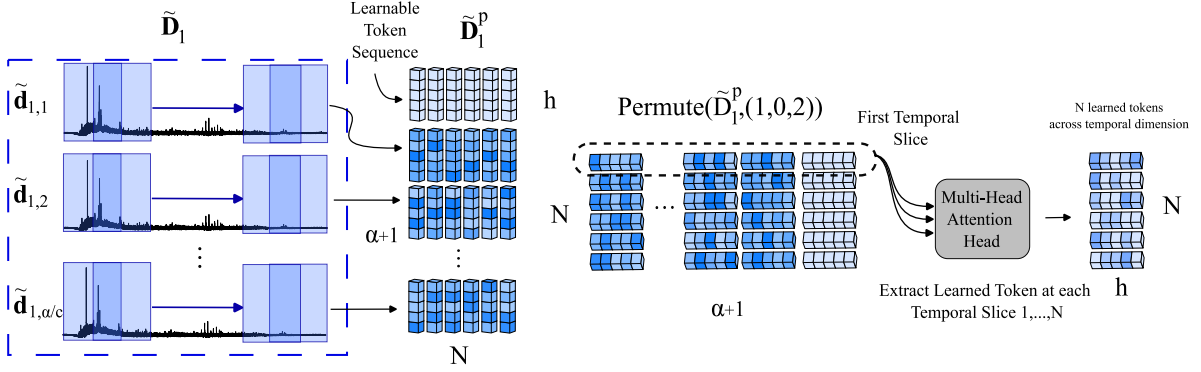 D̃₁
d̃₁,₁
d̃₁,₂
⋮
d̃₁,α/c
Learnable
Token
Sequence
D̃₁ᵖ
h
α+1
⋮
N
Permute(D̃₁ᵖ,(1,0,2))
First Temporal
Slice
N
...
α+1
Multi-Head
Attention
Head
Extract Learned Token at each
Temporal Slice 1,...,N
N learned tokens
across temporal dimension
N
h